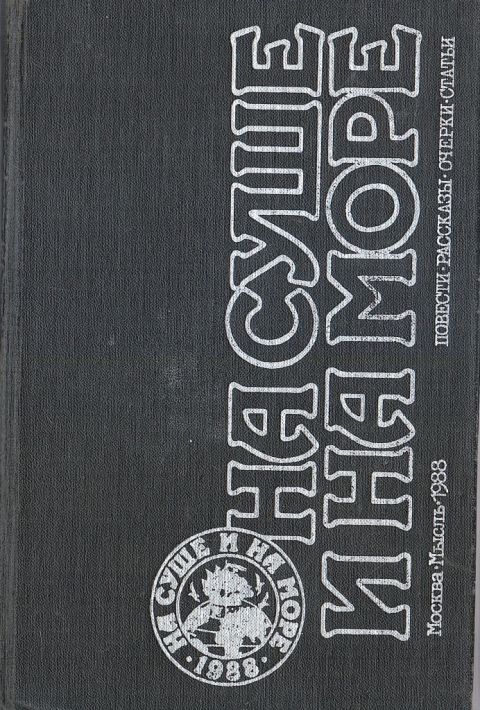 НА СУШЕ
И НА МОРЕ
Москва·Мысль·1988
ПОВЕСТИ·РАССКАЗЫ·ОЧЕРКИ·СТАТЬИ
НА СУШЕ И НА МОРЕ
·1988·